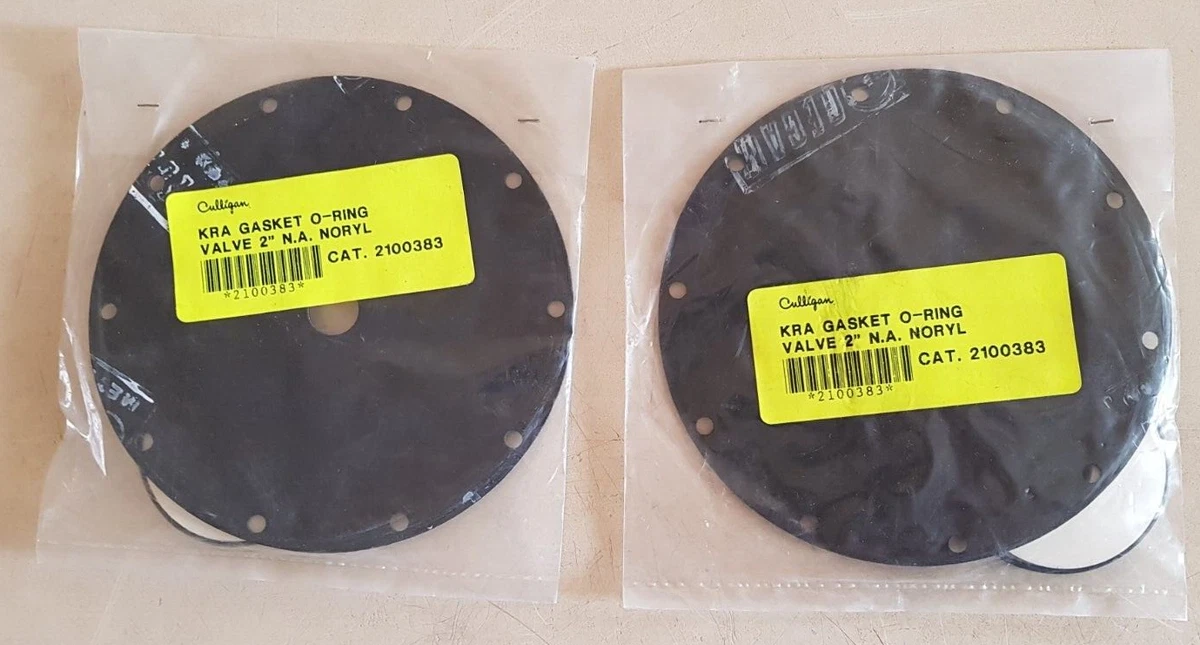 Culligan
KRA GASKET O-RING
VALVE 2" N.A. NORYL
CAT. 2100383
*2100383*
Culligan
KRA GASKET O-RING
VALVE 2" N.A. NORYL
CAT. 2100383
*2100383*